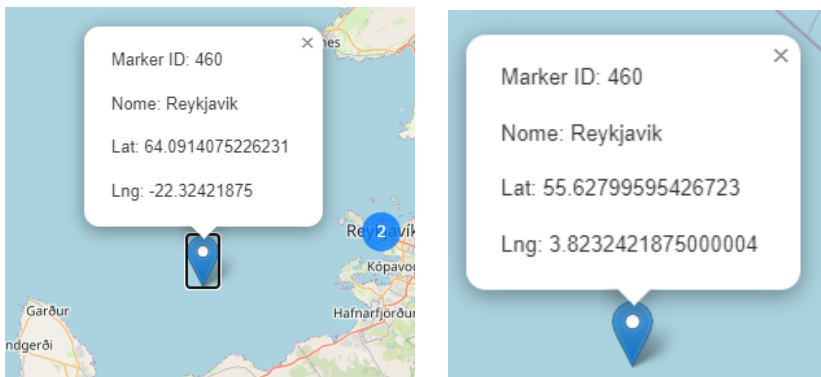 Marker ID: 460
×
nes
Nome: Reykjavik
Lat: 64.0914075226231
Lng: -22.32421875
2
Kópavo
Hafnarfjörður
Garður
ndgerði
Marker ID: 460
×
Nome: Reykjavik
Lat: 55.62799595426723
Lng: 3.8232421875000004